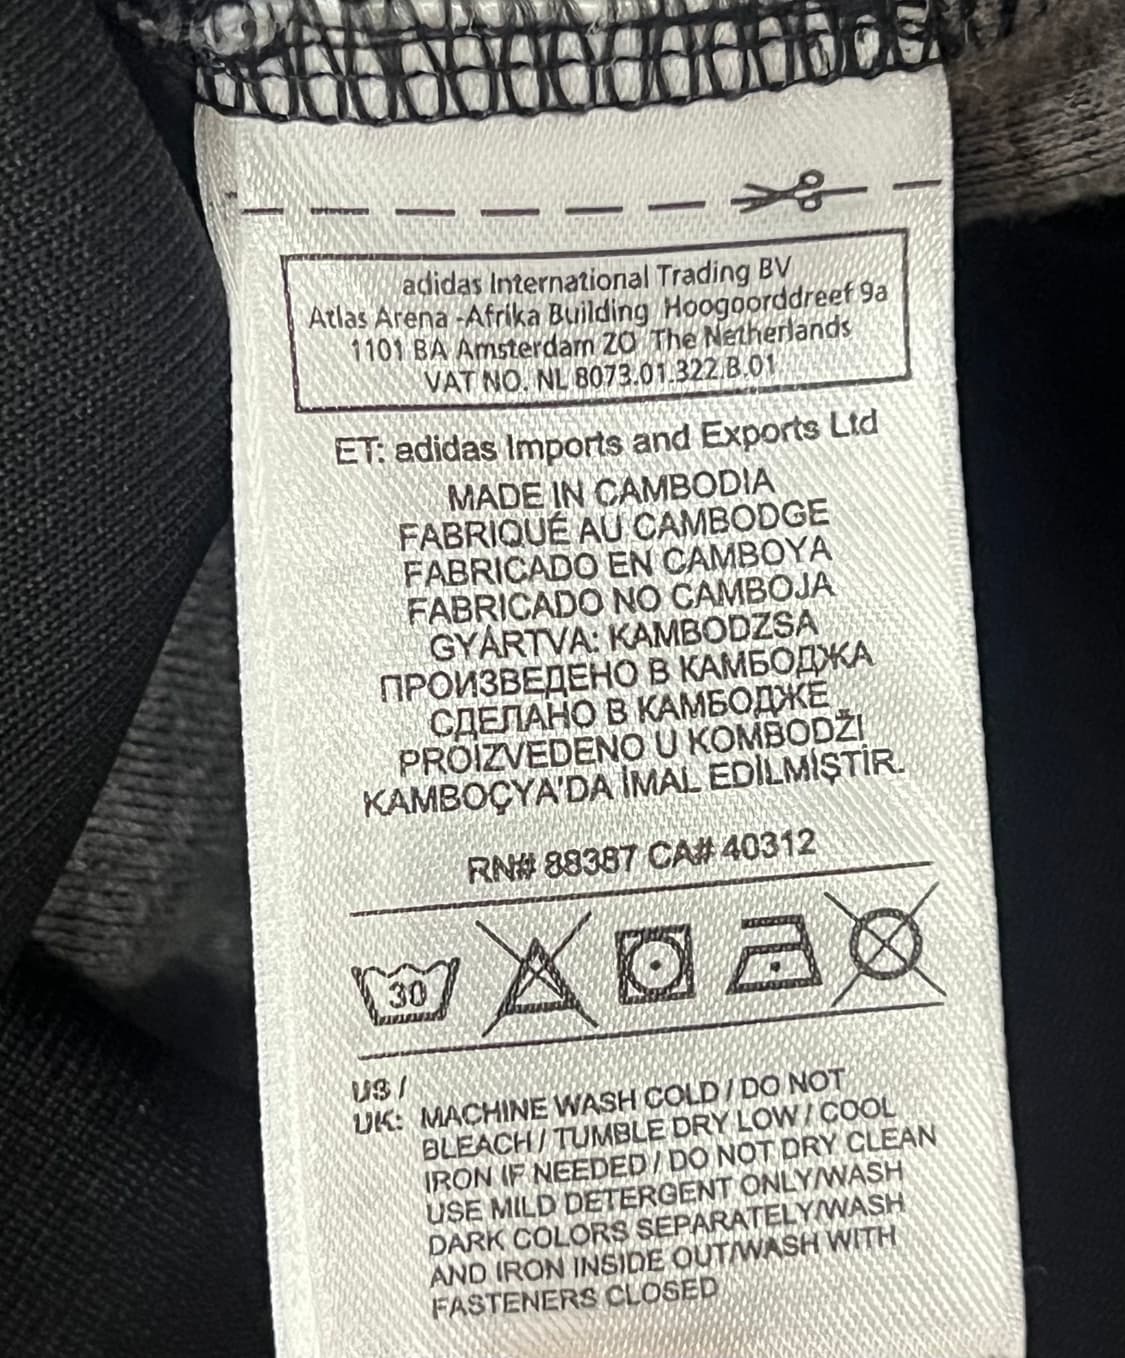 adidas International Trading BV
Atlas Arena -Afrika Building Hoogoorddreef 9a
1101 BA Amsterdam ZO The Netherlands
VAT NO. NL 8073.01.322.B.01
ET: adidas Imports and Exports Ltd
MADE IN CAMBODIA
FABRIQUÉ AU CAMBODGE
FABRICADO EN CAMBOYA
FABRICADO NO CAMBOJA
GYÁRTVA: KAMBODZSA
ПРОИЗВЕДЕНО В КАМБОДЖА
СДЕЛАНО В КАМБОДЖЕ
PROIZVEDENO U KOMBODŽI
KAMBOÇYA'DA İMAL EDİLMİŞTİR.
RN# 88387 CA# 40312
30
US /
UK: MACHINE WASH COLD / DO NOT
BLEACH / TUMBLE DRY LOW / COOL
IRON IF NEEDED / DO NOT DRY CLEAN
USE MILD DETERGENT ONLY/WASH
DARK COLORS SEPARATELY/WASH
AND IRON INSIDE OUT/WASH WITH
FASTENERS CLOSED